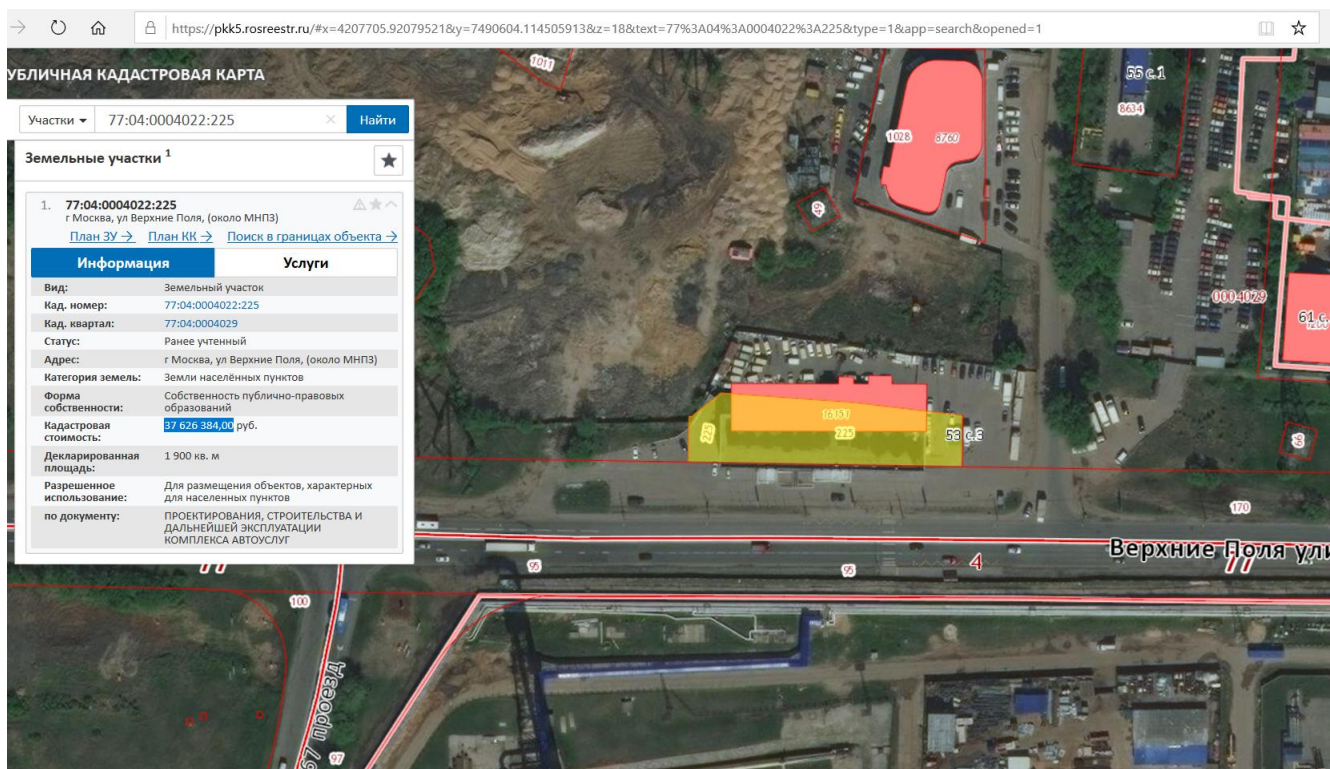 https://pkk5.rosreestr.ru/#x=4207705.92079521&y=7490604.114505913&z=18&text=77%3A04%3A0004022%3A225&type=1&app=search&opened=1
УБЛИЧНАЯ КАДАСТРОВАЯ КАРТА
Участки 77:04:0004022:225 × Найти
Земельные участки 1
1. 77:04:0004022:225
г Москва, ул Верхние Поля, (около МНПЗ)
План ЗУ → План КК → Поиск в границах объекта →
Информация Услуги
Вид: Земельный участок
Кад. номер: 77:04:0004022:225
Кад. квартал: 77:04:0004029
Статус: Ранее учтенный
Адрес: г Москва, ул Верхние Поля, (около МНПЗ)
Категория земель: Земли населённых пунктов
Форма собственности: Собственность публично-правовых
образований
Кадастровая стоимость: 37 626 384,00 руб.
Декларированная площадь: 1 900 кв. м
Разрешенное использование: Для размещения объектов, характерных
для населенных пунктов
по документу: ПРОЕКТИРОВАНИЯ, СТРОИТЕЛЬСТВА И
ДАЛЬНЕЙШЕЙ ЭКСПЛУАТАЦИИ
КОМПЛЕКСА АВТОУСЛУГ
1011
55 с.1
8634
1028 8760
49
0004029
61 с.
16151
225
225
53 с.3
66
170
Верхние Поля ули
77
77
4
95
95
100
67 проезд
97